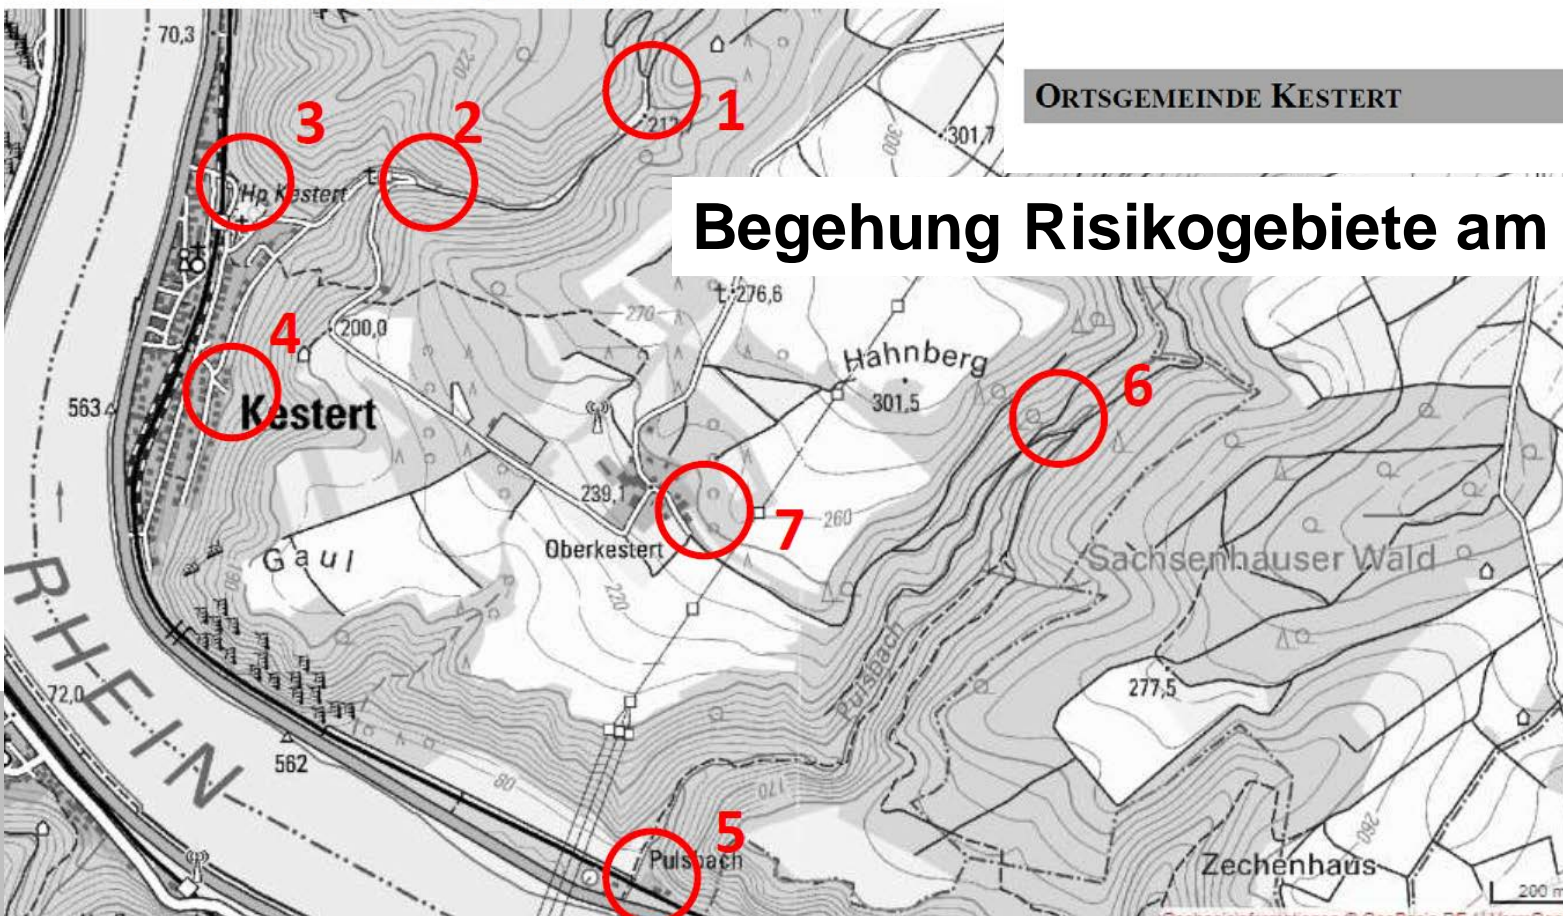 70,3
ORTSGEMEINDE KESTERT
1
2
3
220
212,7
300
301,7
Hp Kestert
Begehung Risikogebiete am
276,6
270
4
200,0
Hahnberg
301,5
6
563
Kestert
239,1
7
260
Oberkestert
Gaul
190
220
Sachsenhauser Wald
RHEIN
Pulsbach
72,0
277,5
562
80
170
5
Pulsbach
260
Zechenhaus
200 m